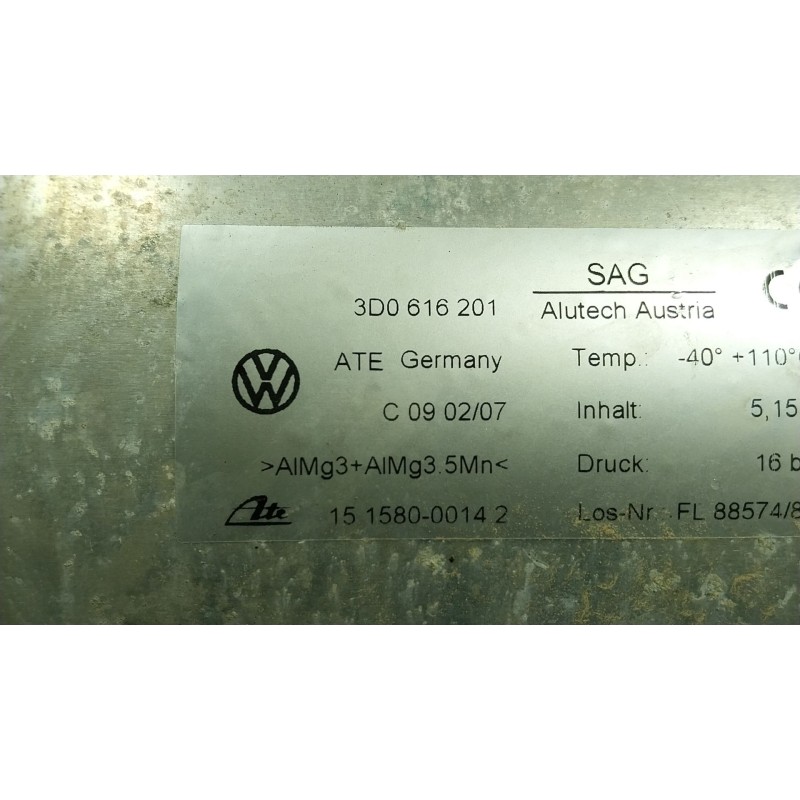 SAG
3D0 616 201 Alutech Austria
ATE Germany Temp.: -40° +110°
C 09 02/07 Inhalt: 5,15
>AlMg3+AlMg3.5Mn< Druck: 16 b
Ate 15 1580-0014 2 Los-Nr FL 88574/8